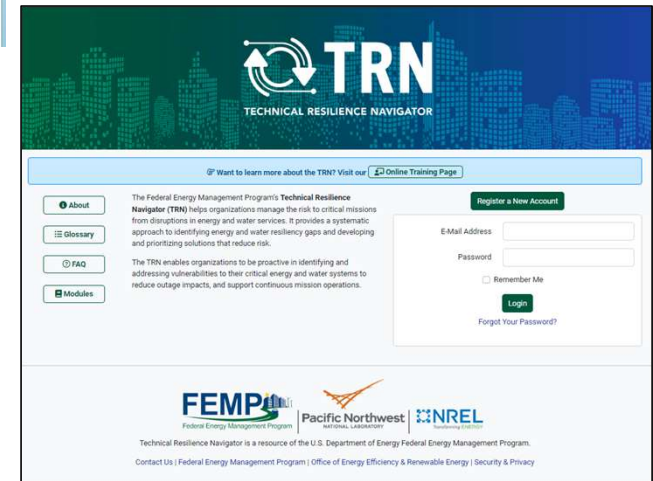 TRN
TECHNICAL RESILIENCE NAVIGATOR
Want to learn more about the TRN? Visit our Online Training Page
About
Glossary
FAQ
Modules
The Federal Energy Management Program's Technical Resilience
Navigator (TRN) helps organizations manage the risk to critical missions
from disruptions in energy and water services. It provides a systematic
approach to identifying energy and water resiliency gaps and developing
and prioritizing solutions that reduce risk.
The TRN enables organizations to be proactive in identifying and
addressing vulnerabilities to their critical energy and water systems to
reduce outage impacts, and support continuous mission operations.
Register a New Account
E-Mail Address
Password
Remember Me
Login
Forgot Your Password?
FEMP
Federal Energy Management Program
Pacific Northwest
NATIONAL LABORATORY
NREL
Transforming ENERGY
Technical Resilience Navigator is a resource of the U.S. Department of Energy Federal Energy Management Program.
Contact Us | Federal Energy Management Program | Office of Energy Efficiency & Renewable Energy | Security & Privacy